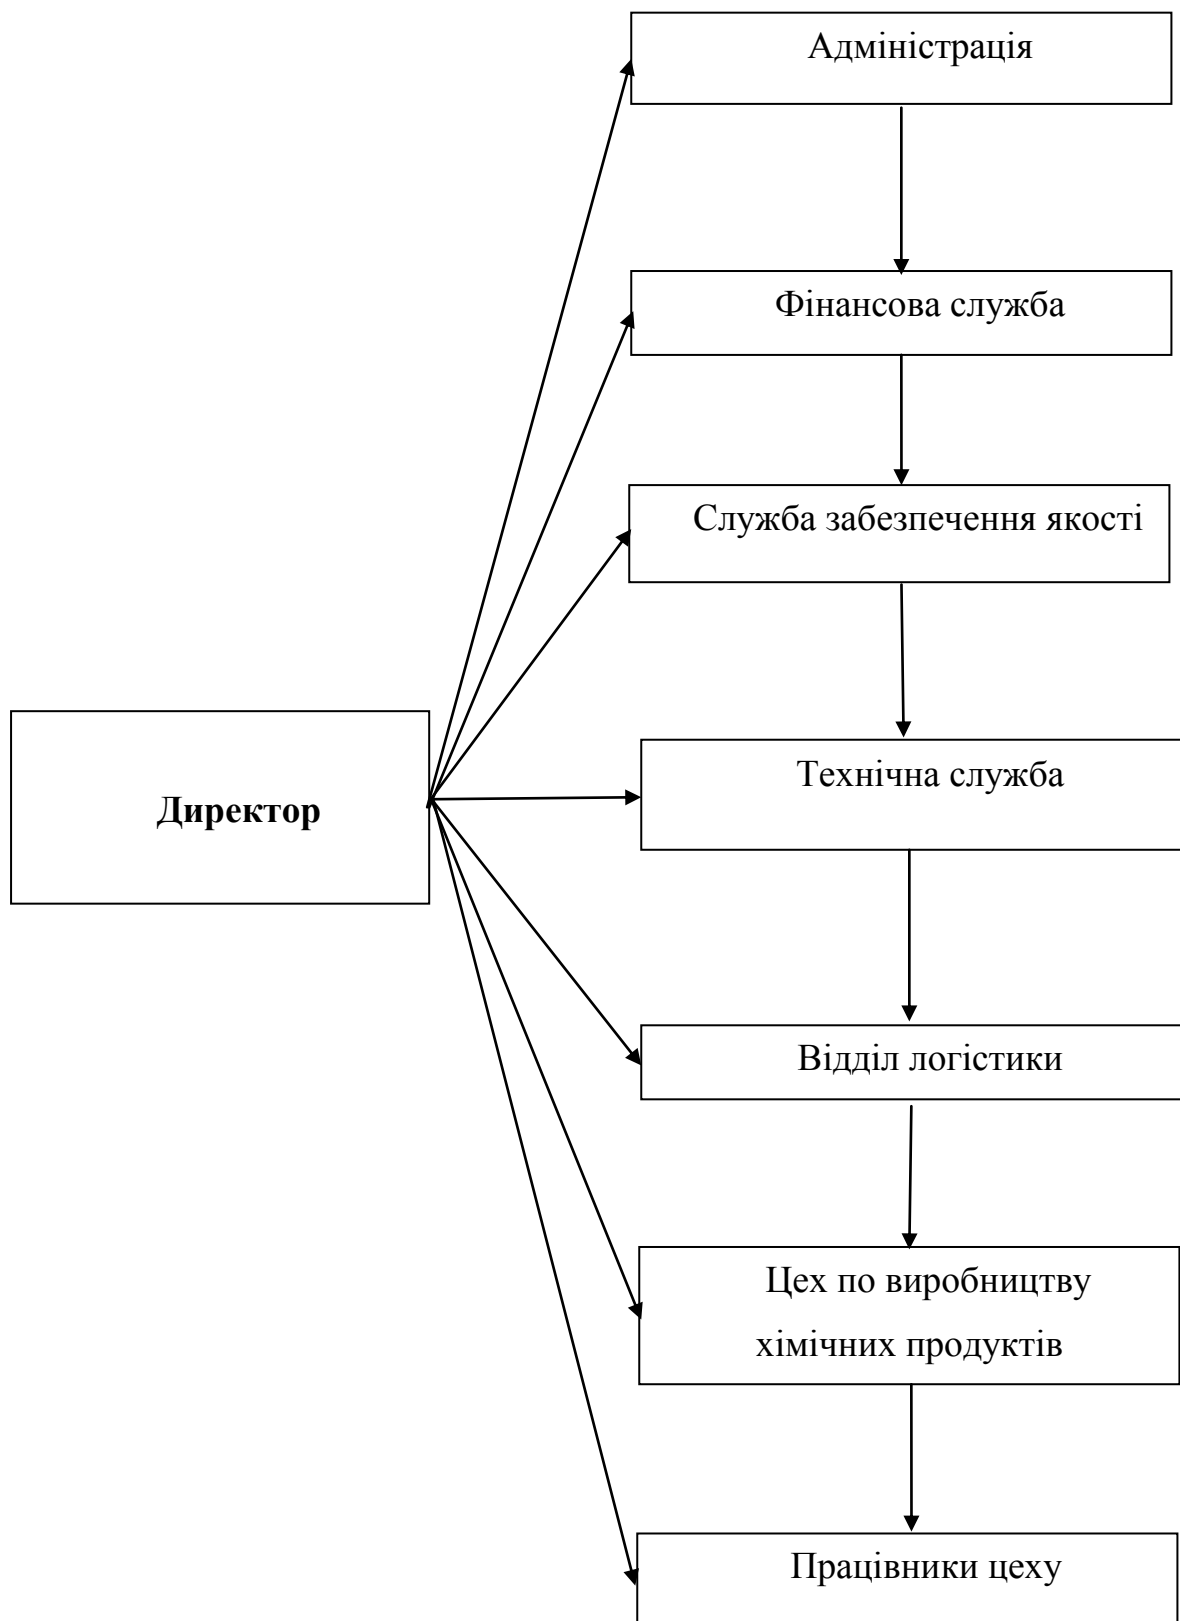 Адміністрація
Фінансова служба
Служба забезпечення якості
Директор
Технічна служба
Відділ логістики
Цех по виробництву
хімічних продуктів
Працівники цеху